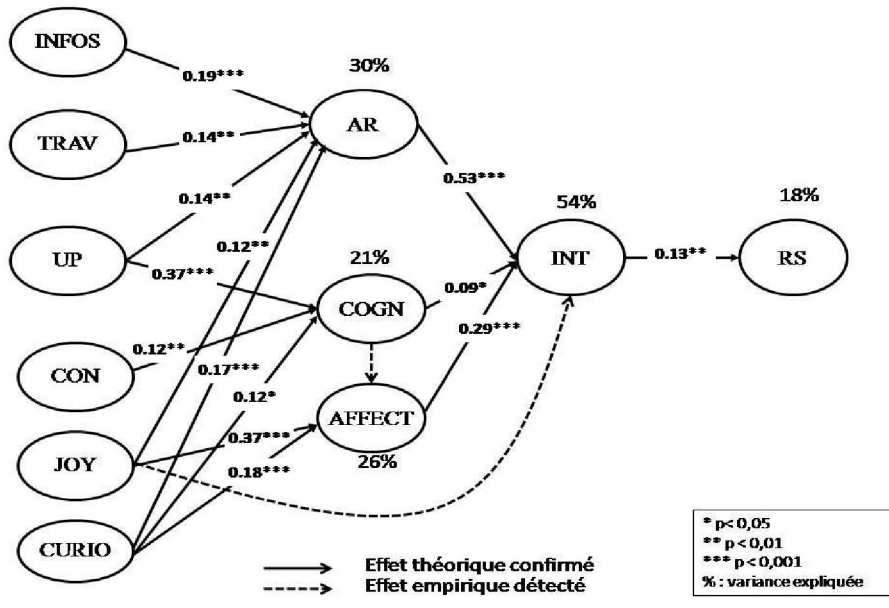 INFOS
0.19***
30%
TRAV
0.14**
AR
0.14**
0.53***
54%
18%
UP
0.12**
21%
INT
0.13**
RS
0.37***
COGN
0.09*
0.29***
CON
0.12**
0.17***
0.12*
AFFECT
JOY
0.37***
26%
0.18***
CURIO
Effet théorique confirmé
Effet empirique détecté
* p< 0,05
** p < 0,01
*** p < 0,001
% : variance expliquée